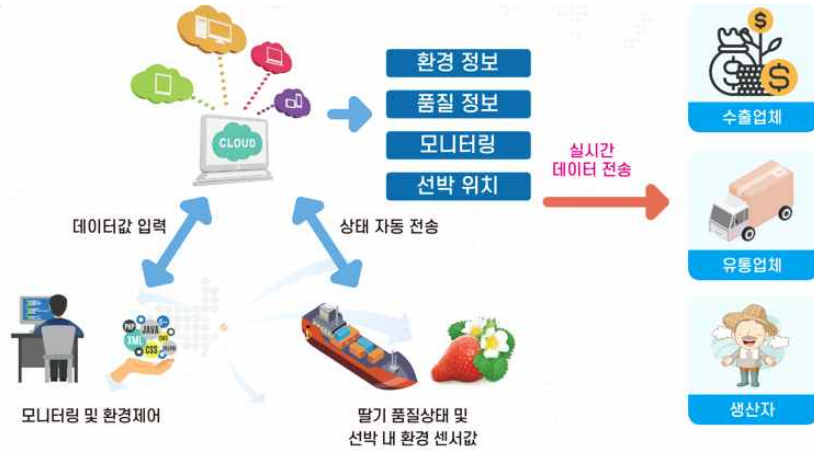 CLOUD
환경 정보
품질 정보
모니터링
선박 위치
실시간
데이터 전송
수출업체
유통업체
생산자
데이터값 입력
상태 자동 전송
PHP
JAVA
C++
XML
CSS
모니터링 및 환경제어
딸기 품질상태 및
선박 내 환경 센서값